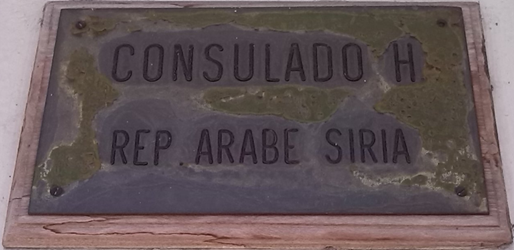 CONSULADO H
REP. ARABE SIRIA